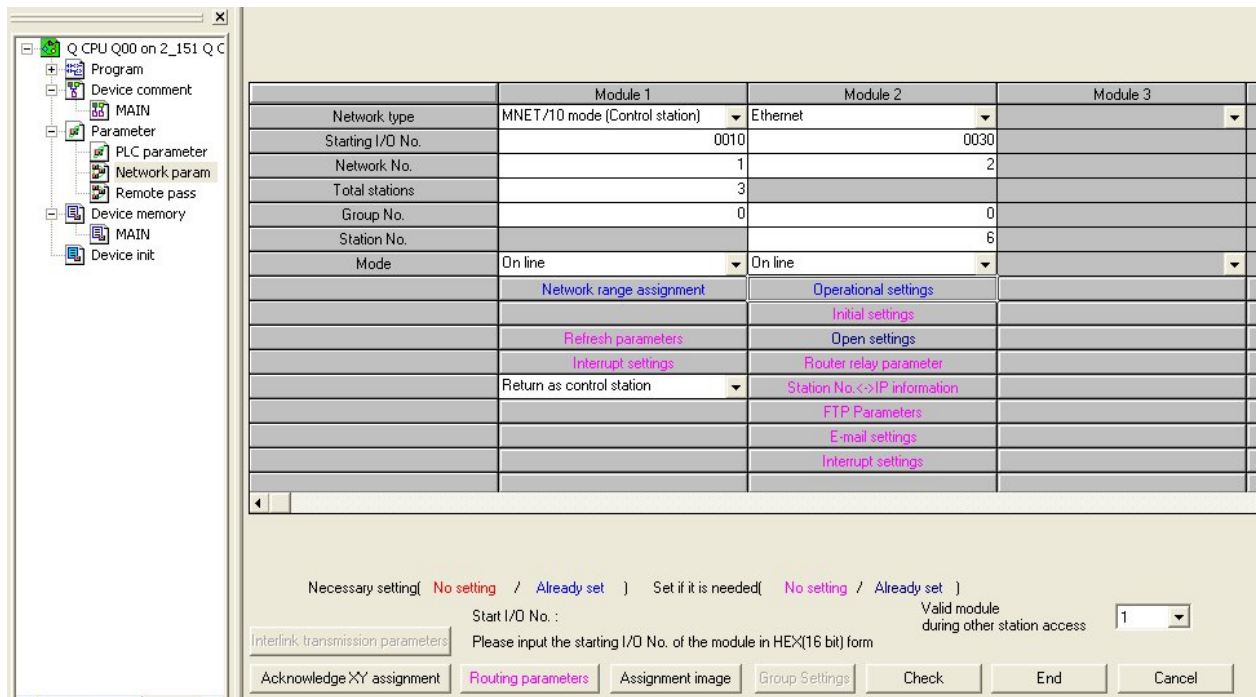 Q CPU Q00 on 2_151 Q C
Program
Device comment
MAIN
Parameter
PLC parameter
Network param
Remote pass
Device memory
MAIN
Device init
Module 1 Module 2 Module 3
Network type MNET/10 mode (Control station) Ethernet
Starting I/O No. 0010 0030
Network No. 1 2
Total stations 3
Group No. 0 0
Station No. 6
Mode On line On line
Network range assignment Operational settings
Initial settings
Refresh parameters Open settings
Interrupt settings Router relay parameter
Return as control station Station No.<->IP information
FTP Parameters
E-mail settings
Interrupt settings
Necessary setting( No setting / Already set ) Set if it is needed( No setting / Already set )
Start I/O No. :
Valid module
during other station access 1
Interlink transmission parameters Please input the starting I/O No. of the module in HEX(16 bit) form
Acknowledge XY assignment Routing parameters Assignment image Group Settings Check End Cancel